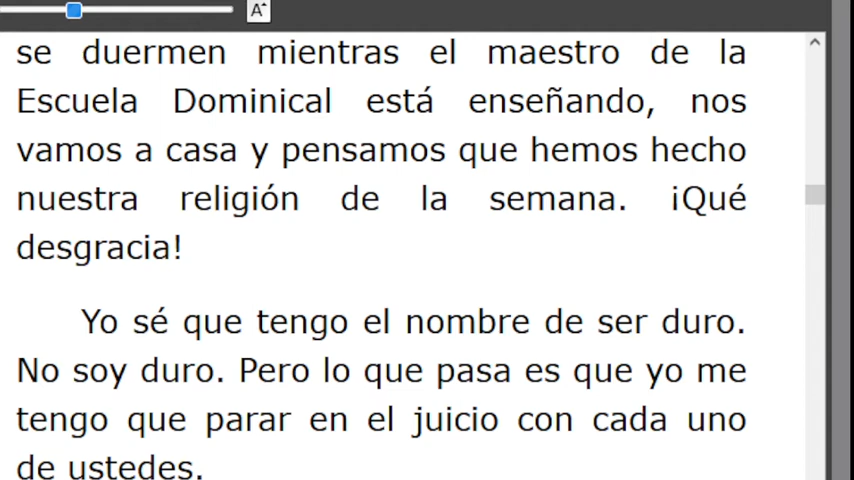 A
se duermen mientras el maestro de la
Escuela Dominical está enseñando, nos
vamos a casa y pensamos que hemos hecho
nuestra religión de la semana. ¡Qué
desgracia!
Yo sé que tengo el nombre de ser duro.
No soy duro. Pero lo que pasa es que yo me
tengo que parar en el juicio con cada uno
de ustedes.